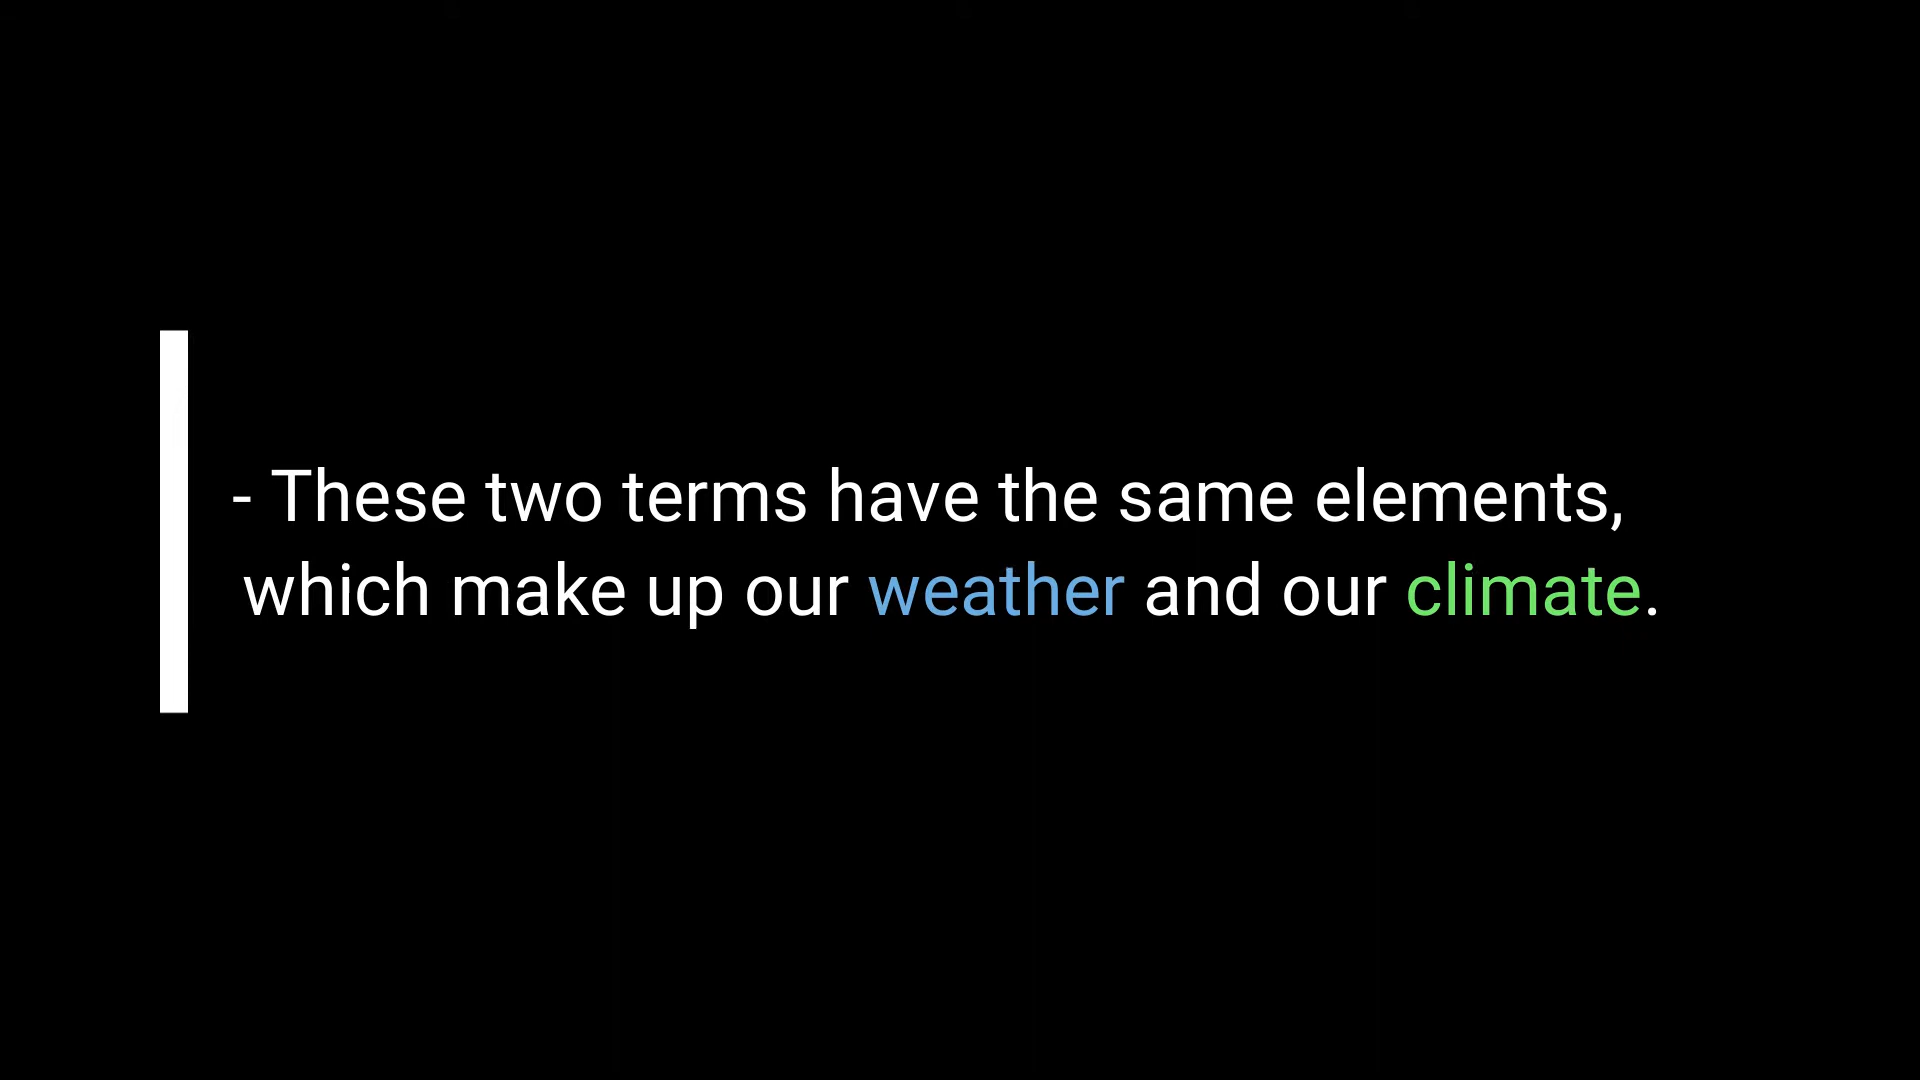 - These two terms have the same elements,
which make up our weather and our climate.